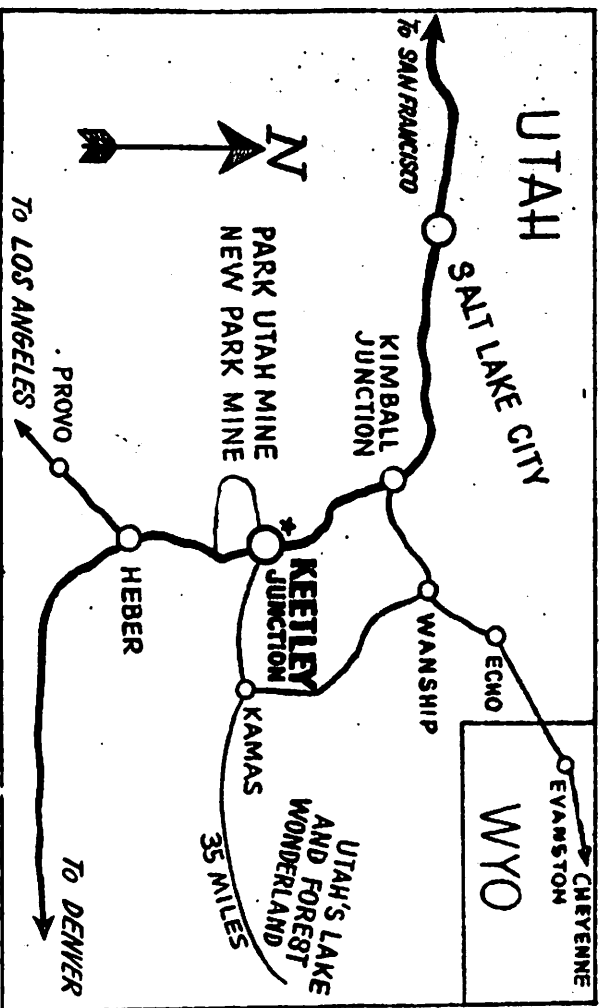 UTAH
To SAN FRANCISCO
SALT LAKE CITY
N
KIMBALL
JUNCTION
PARK UTAH MINE
NEW PARK MINE
* KEETLEY
JUNCTION
WANSHIP
ECHO
EVANSTON
CHEYENNE
WYO
KAMAS
UTAH'S LAKE
AND FOREST
WONDERLAND
35 MILES
HEBER
PROVO
To LOS ANGELES
To DENVER